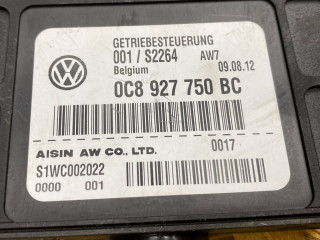 GETRIEBESTEUERUNG
001 / S2264 AW7
Belgium 09.08.12
0C8 927 750 BC
AISIN AW CO., LTD. 0017
S1WC002022
0000 001